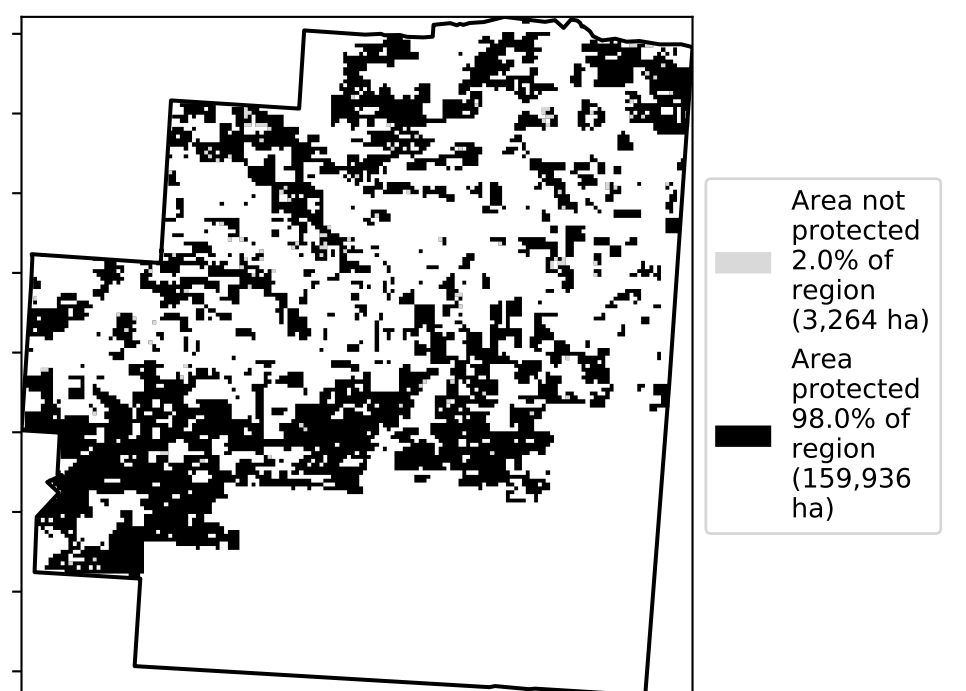 Area not
protected
2.0% of
region
(3,264 ha)
Area
protected
98.0% of
region
(159,936
ha)